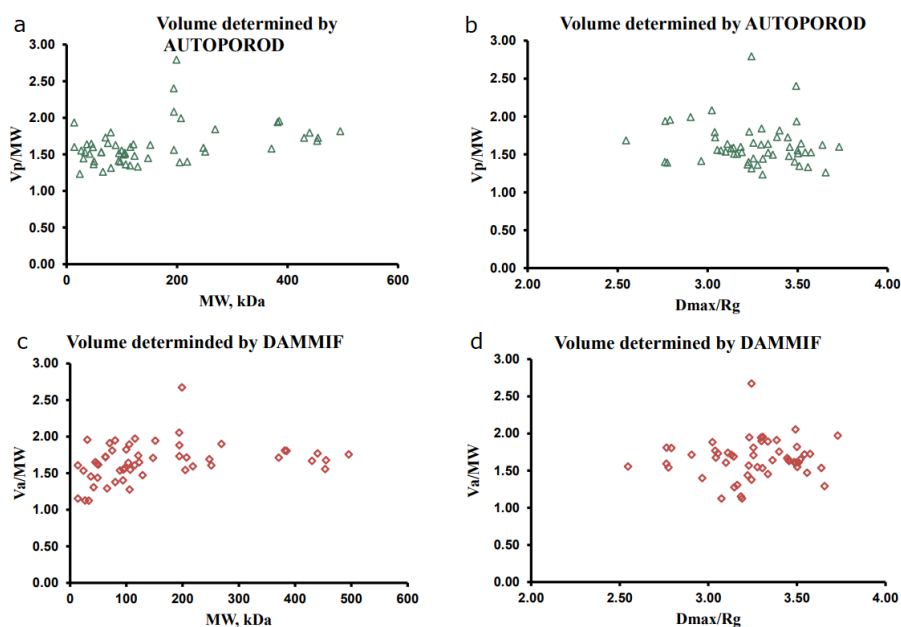 a
Volume determined by
AUTOPOROD
3.00
2.50
2.00
1.50
1.00
0.50
0.00
Vp/MW
0
200
400
600
MW, kDa
b
Volume determined by AUTOPOROD
3.00
2.50
2.00
1.50
1.00
0.50
0.00
Vp/MW
2.00
2.50
3.00
3.50
4.00
Dmax/Rg
c
Volume determinded by DAMMIF
3.00
2.50
2.00
1.50
1.00
0.50
0.00
Va/MW
0
100
200
300
400
500
600
MW, kDa
d
Volume determined by DAMMIF
3.00
2.50
2.00
1.50
1.00
0.50
0.00
Va/MW
2.00
2.50
3.00
3.50
4.00
Dmax/Rg